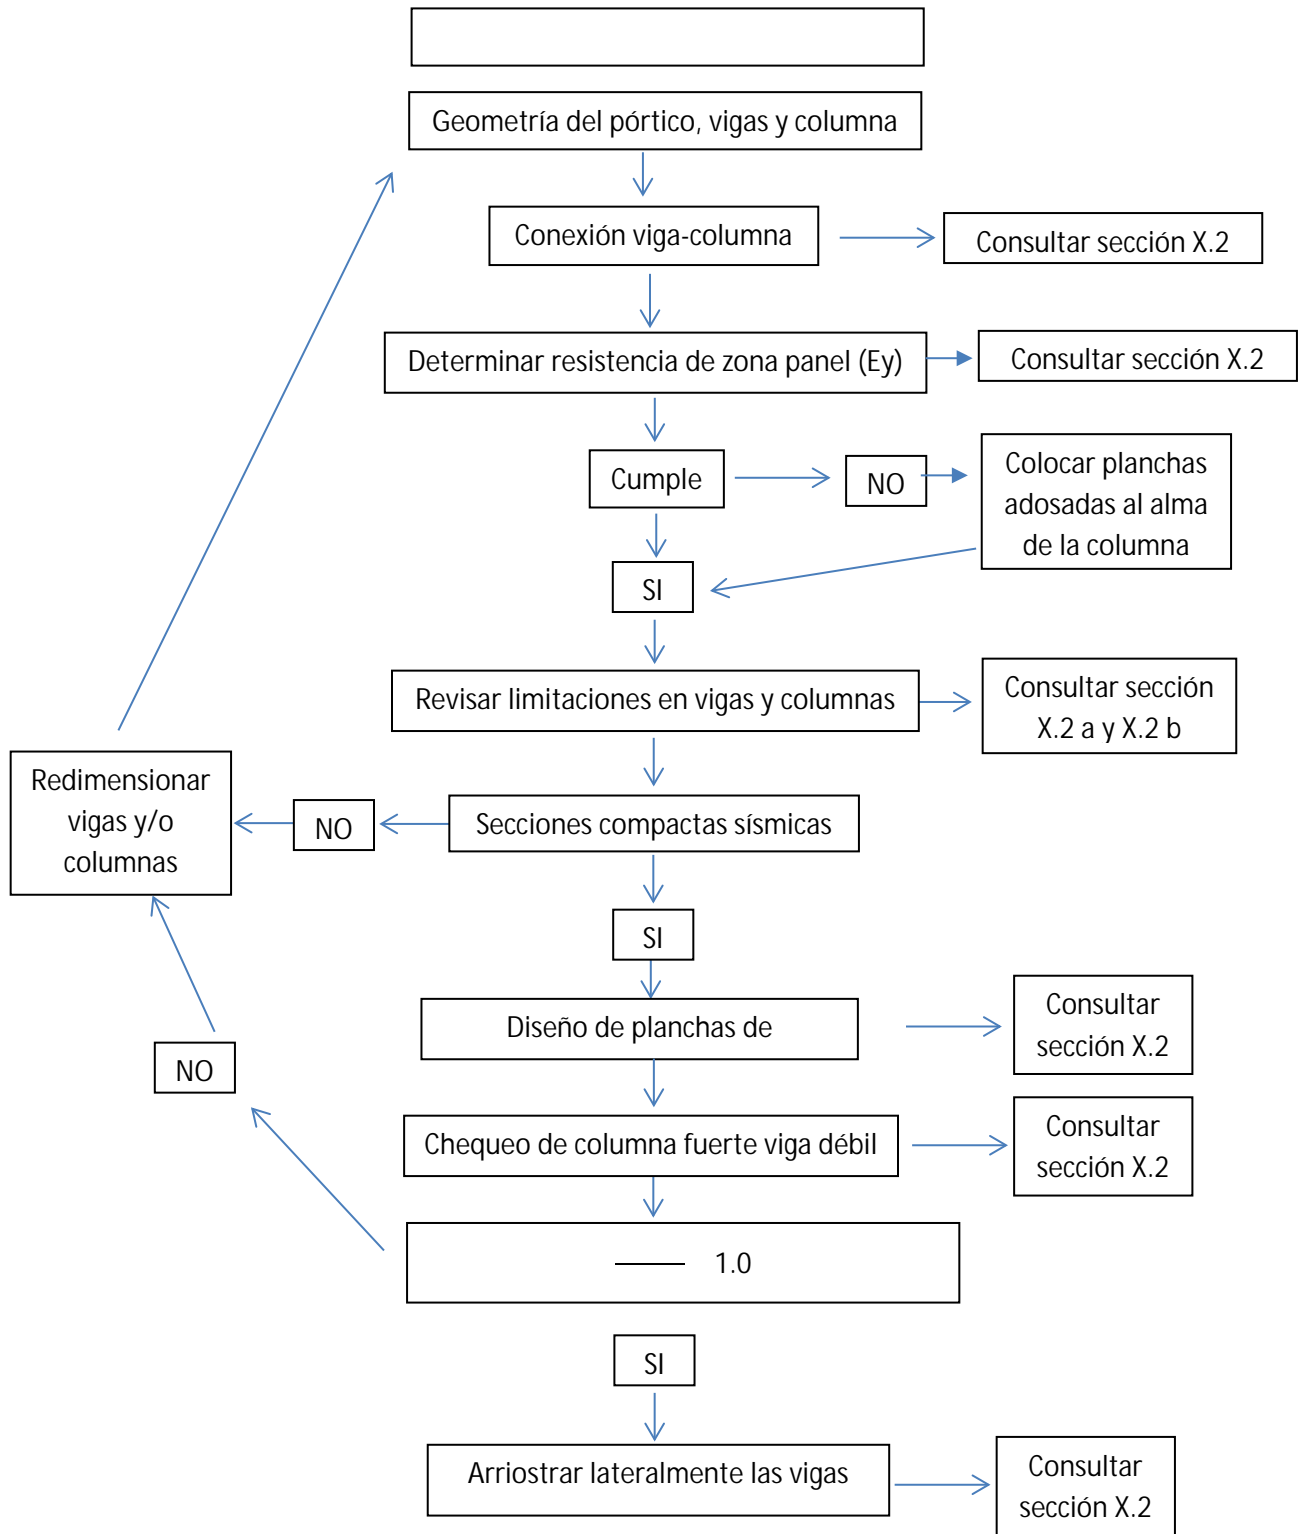 Geometría del pórtico, vigas y columna
Conexión viga-columna
Consultar sección X.2
Determinar resistencia de zona panel (Ey)
Consultar sección X.2
Cumple
NO
Colocar planchas
adosadas al alma
de la columna
SI
Revisar limitaciones en vigas y columnas
Consultar sección
X.2 a y X.2 b
Redimensionar
vigas y/o
columnas
NO
Secciones compactas sísmicas
SI
Diseño de planchas de
Consultar
sección X.2
NO
Chequeo de columna fuerte viga débil
Consultar
sección X.2
1.0
SI
Arriostrar lateralmente las vigas
Consultar
sección X.2